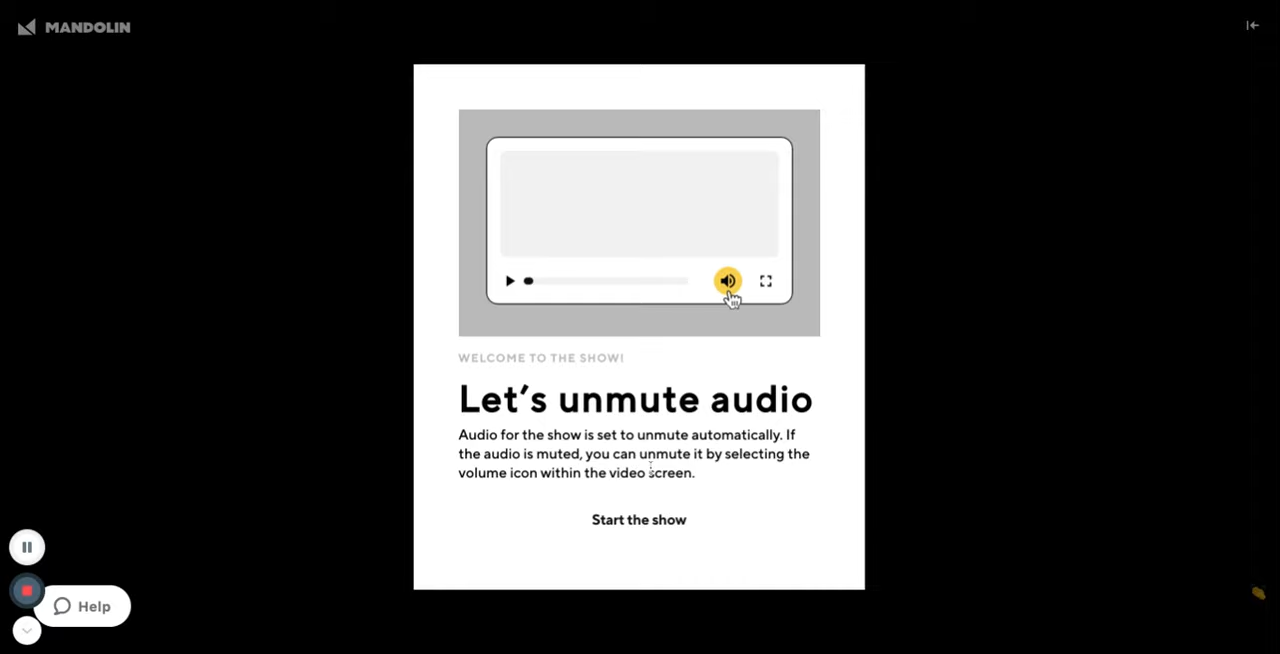 MANDOLIN
WELCOME TO THE SHOW!
Let's unmute audio
Audio for the show is set to unmute automatically. If
the audio is muted, you can unmute it by selecting the
volume icon within the video screen.
Start the show
Help